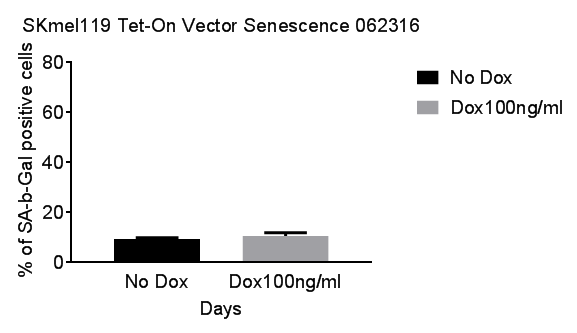 SKmel119 Tet-On Vector Senescence 062316
% of SA-b-Gal positive cells
80
60
40
20
0
No Dox
Dox100ng/ml
Days
No Dox
Dox100ng/ml